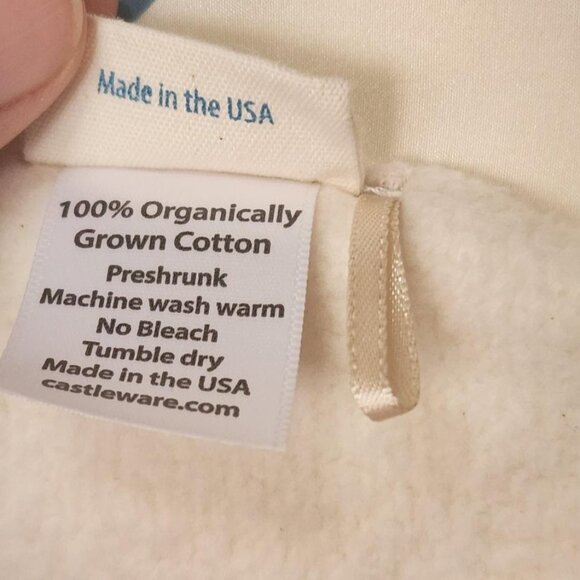 Made in the USA
100% Organically
Grown Cotton
Preshrunk
Machine wash warm
No Bleach
Tumble dry
Made in the USA
castleware.com